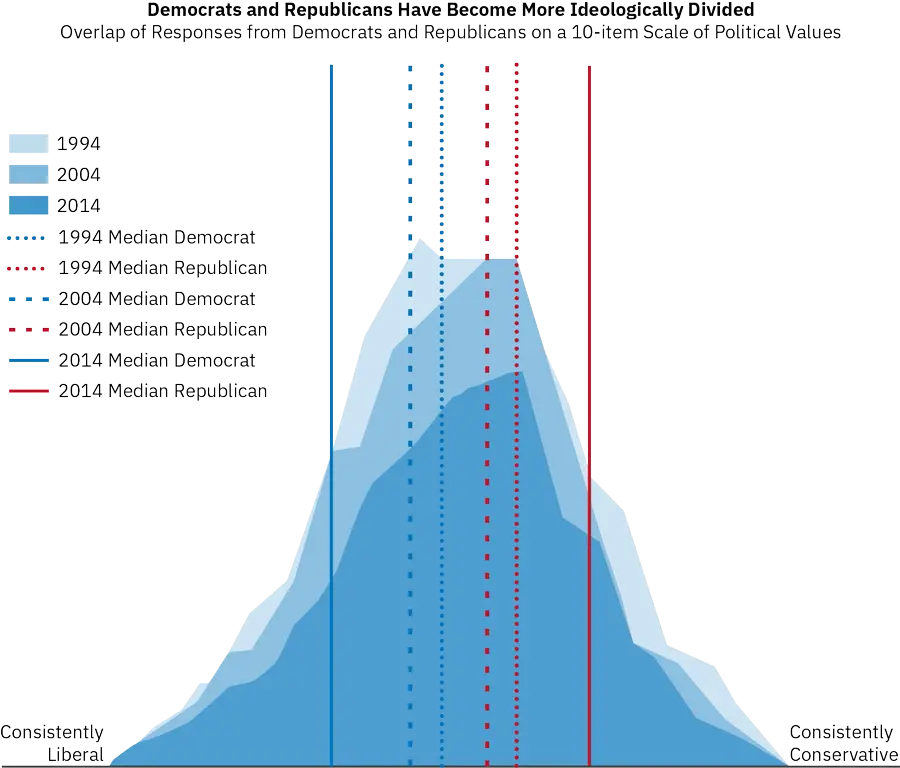 Democrats and Republicans Have Become More Ideologically Divided
Overlap of Responses from Democrats and Republicans on a 10-item Scale of Political Values
1994
2004
2014
1994 Median Democrat
1994 Median Republican
2004 Median Democrat
2004 Median Republican
2014 Median Democrat
2014 Median Republican
Consistently
Liberal
Consistently
Conservative